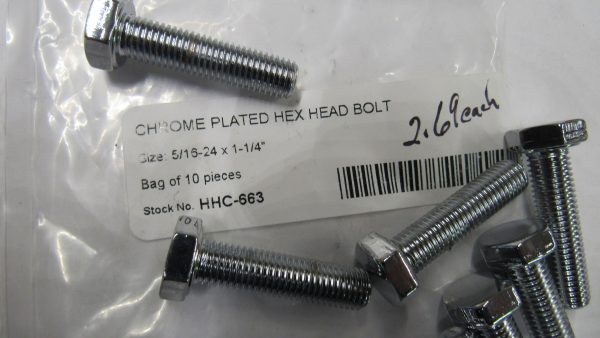 CHROME PLATED HEX HEAD BOLT
2.69 each
Size: 5/16-24 x 1-1/4"
Bag of 10 pieces
Stock No. HHC-663